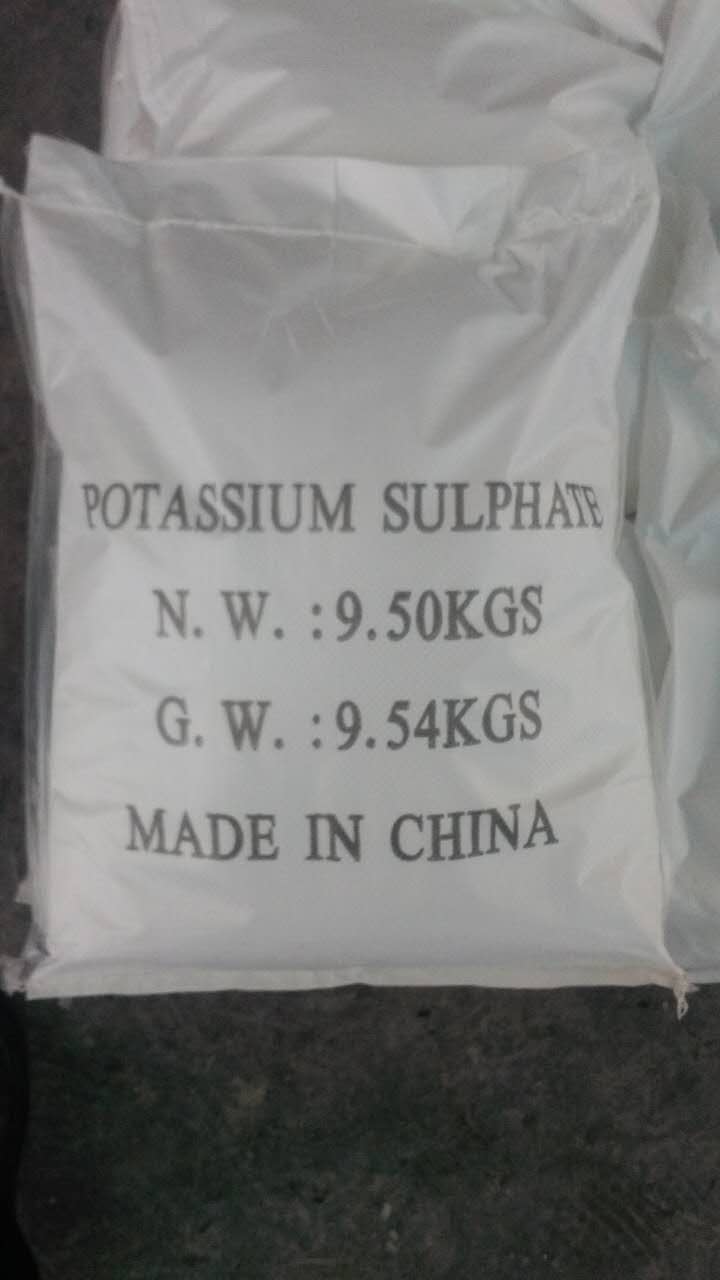 POTASSIUM SULPHATE
N. W. :9.50KGS
G. W. :9.54KGS
MADE IN CHINA